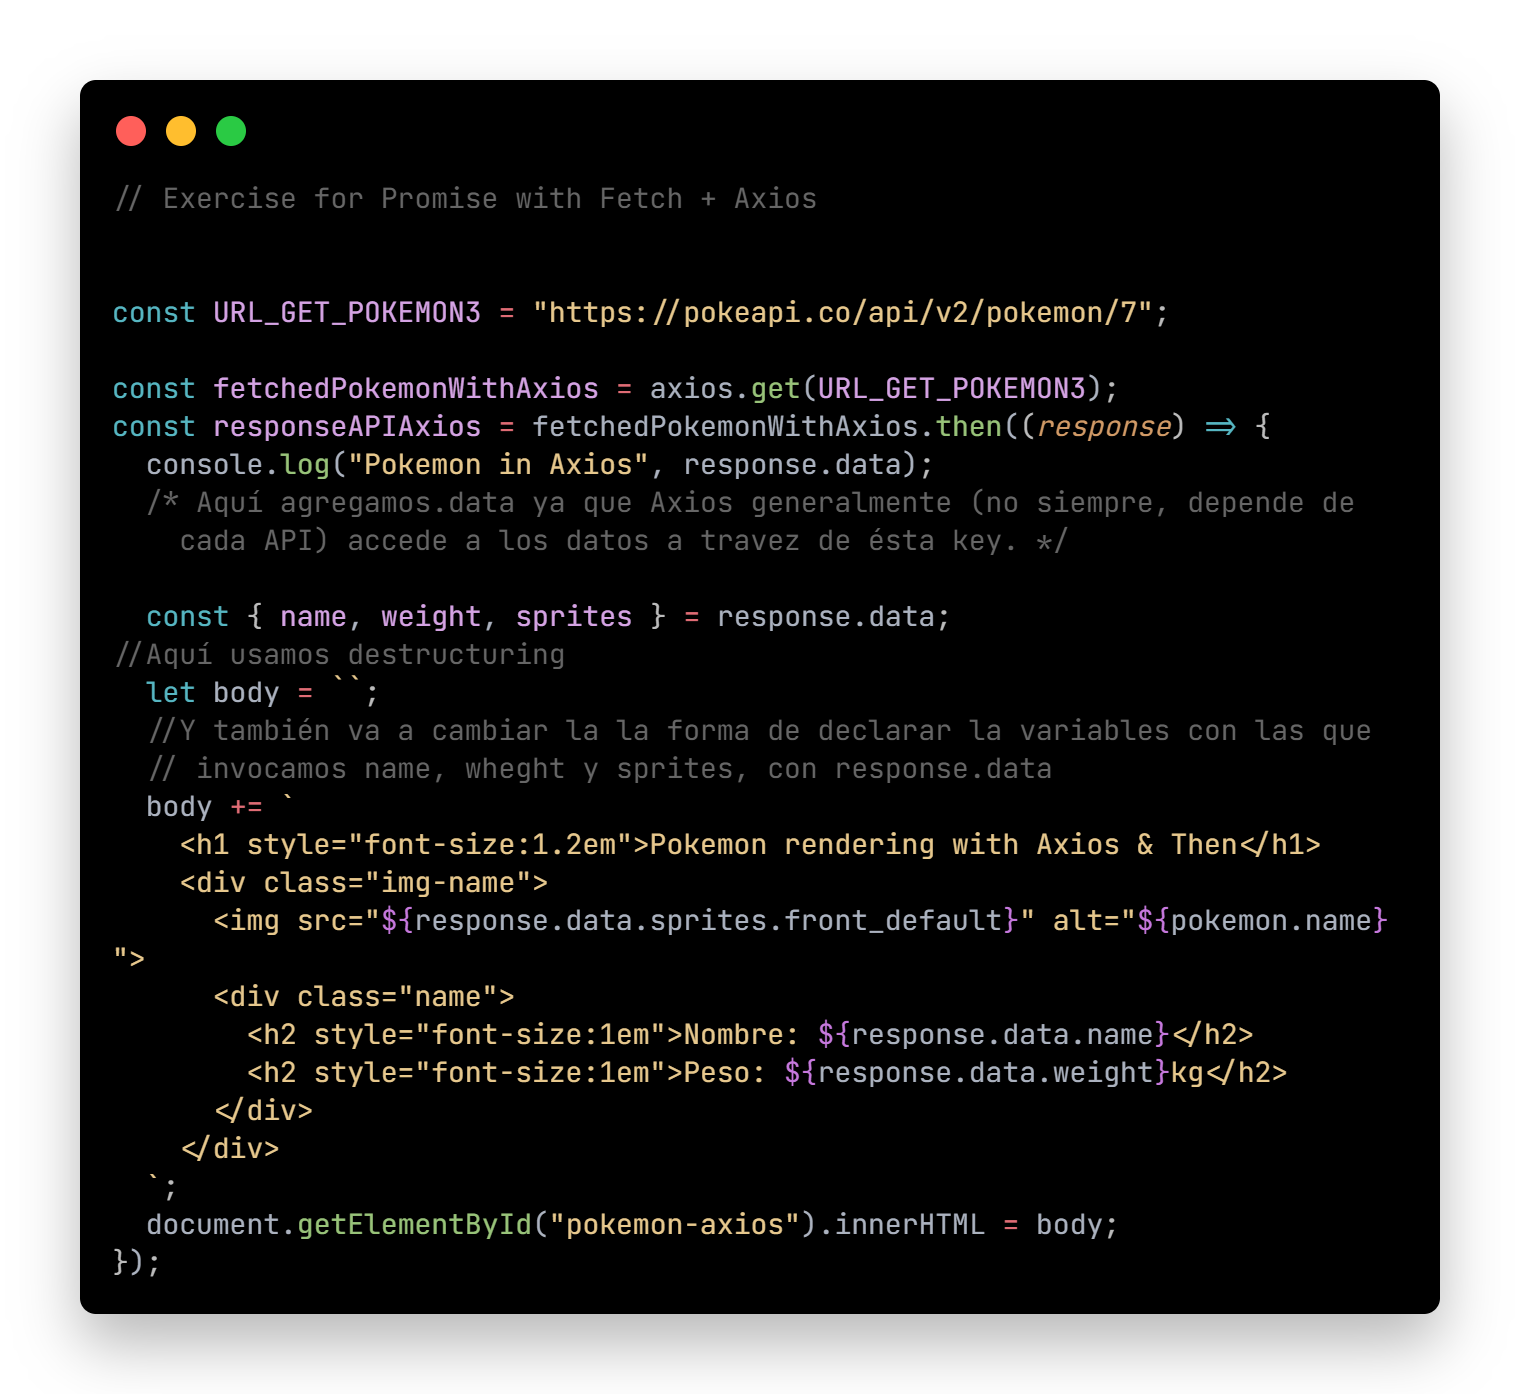 // Exercise for Promise with Fetch + Axios
const URL_GET_POKEMON3 = "https://pokeapi.co/api/v2/pokemon/7";
const fetchedPokemonWithAxios = axios.get(URL_GET_POKEMON3);
const responseAPIAxios = fetchedPokemonWithAxios.then((response) => {
  console.log("Pokemon in Axios", response.data);
  /* Aquí agregamos.data ya que Axios generalmente (no siempre, depende de
    cada API) accede a los datos a travez de ésta key. */
  const { name, weight, sprites } = response.data;
//Aquí usamos destructuring
  let body = ``;
  //Y también va a cambiar la la forma de declarar la variables con las que
  // invocamos name, wheght y sprites, con response.data
  body += `
    <h1 style="font-size:1.2em">Pokemon rendering with Axios & Then</h1>
    <div class="img-name">
      <img src="${response.data.sprites.front_default}" alt="${pokemon.name}
">
      <div class="name">
        <h2 style="font-size:1em">Nombre: ${response.data.name}</h2>
        <h2 style="font-size:1em">Peso: ${response.data.weight}kg</h2>
      </div>
    </div>
  `;
  document.getElementById("pokemon-axios").innerHTML = body;
});